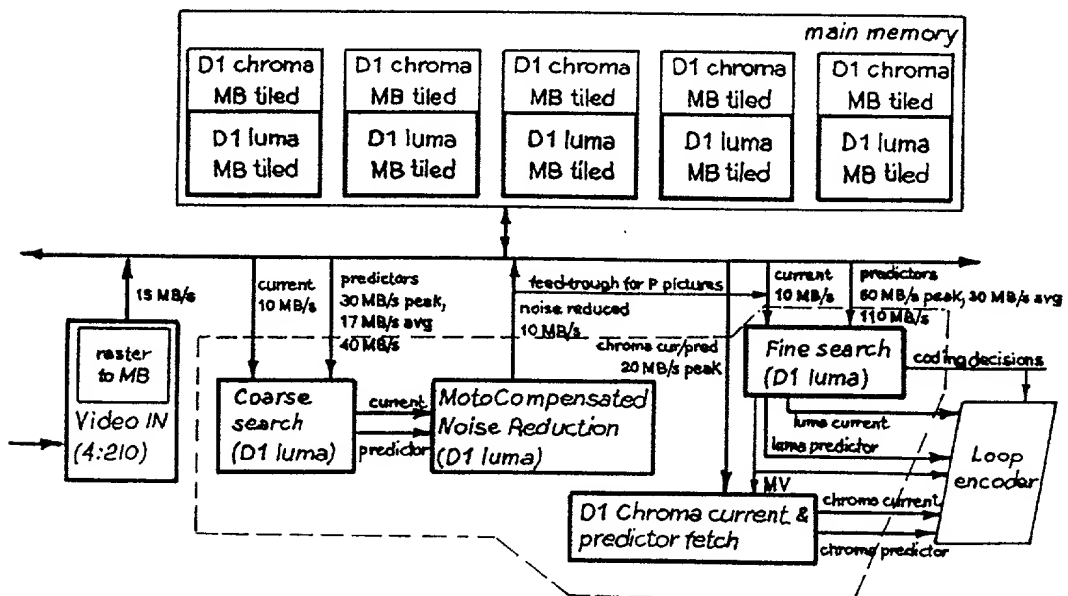 main memory
D1 chroma
MB tiled
D1 luma
MB tiled
D1 chroma
MB tiled
D1 luma
MB tiled
D1 chroma
MB tiled
D1 luma
MB tiled
D1 chroma
MB tiled
D1 luma
MB tiled
D1 chroma
MB tiled
D1 luma
MB tiled
15 MB/s
raster
to MB
Video IN
(4:210)
current
10 MB/s
predictors
30 MB/s peak,
17 MB/s avg
40 MB/s
Coarse
search
(D1 luma)
current
predictor
feed-trough for P pictures
noise reduced
10 MB/s
MotoCompensated
Noise Reduction
(D1 luma)
chroma cur/pred
20 MB/s peak
current
10 MB/s
predictors
60 MB/s peak, 30 MB/s avg
110 MB/s
Fine search
(D1 luma)
coding decisions
luma current
luma predictor
MV
D1 Chroma current &
predictor fetch
chroma current
chroma predictor
Loop
encoder